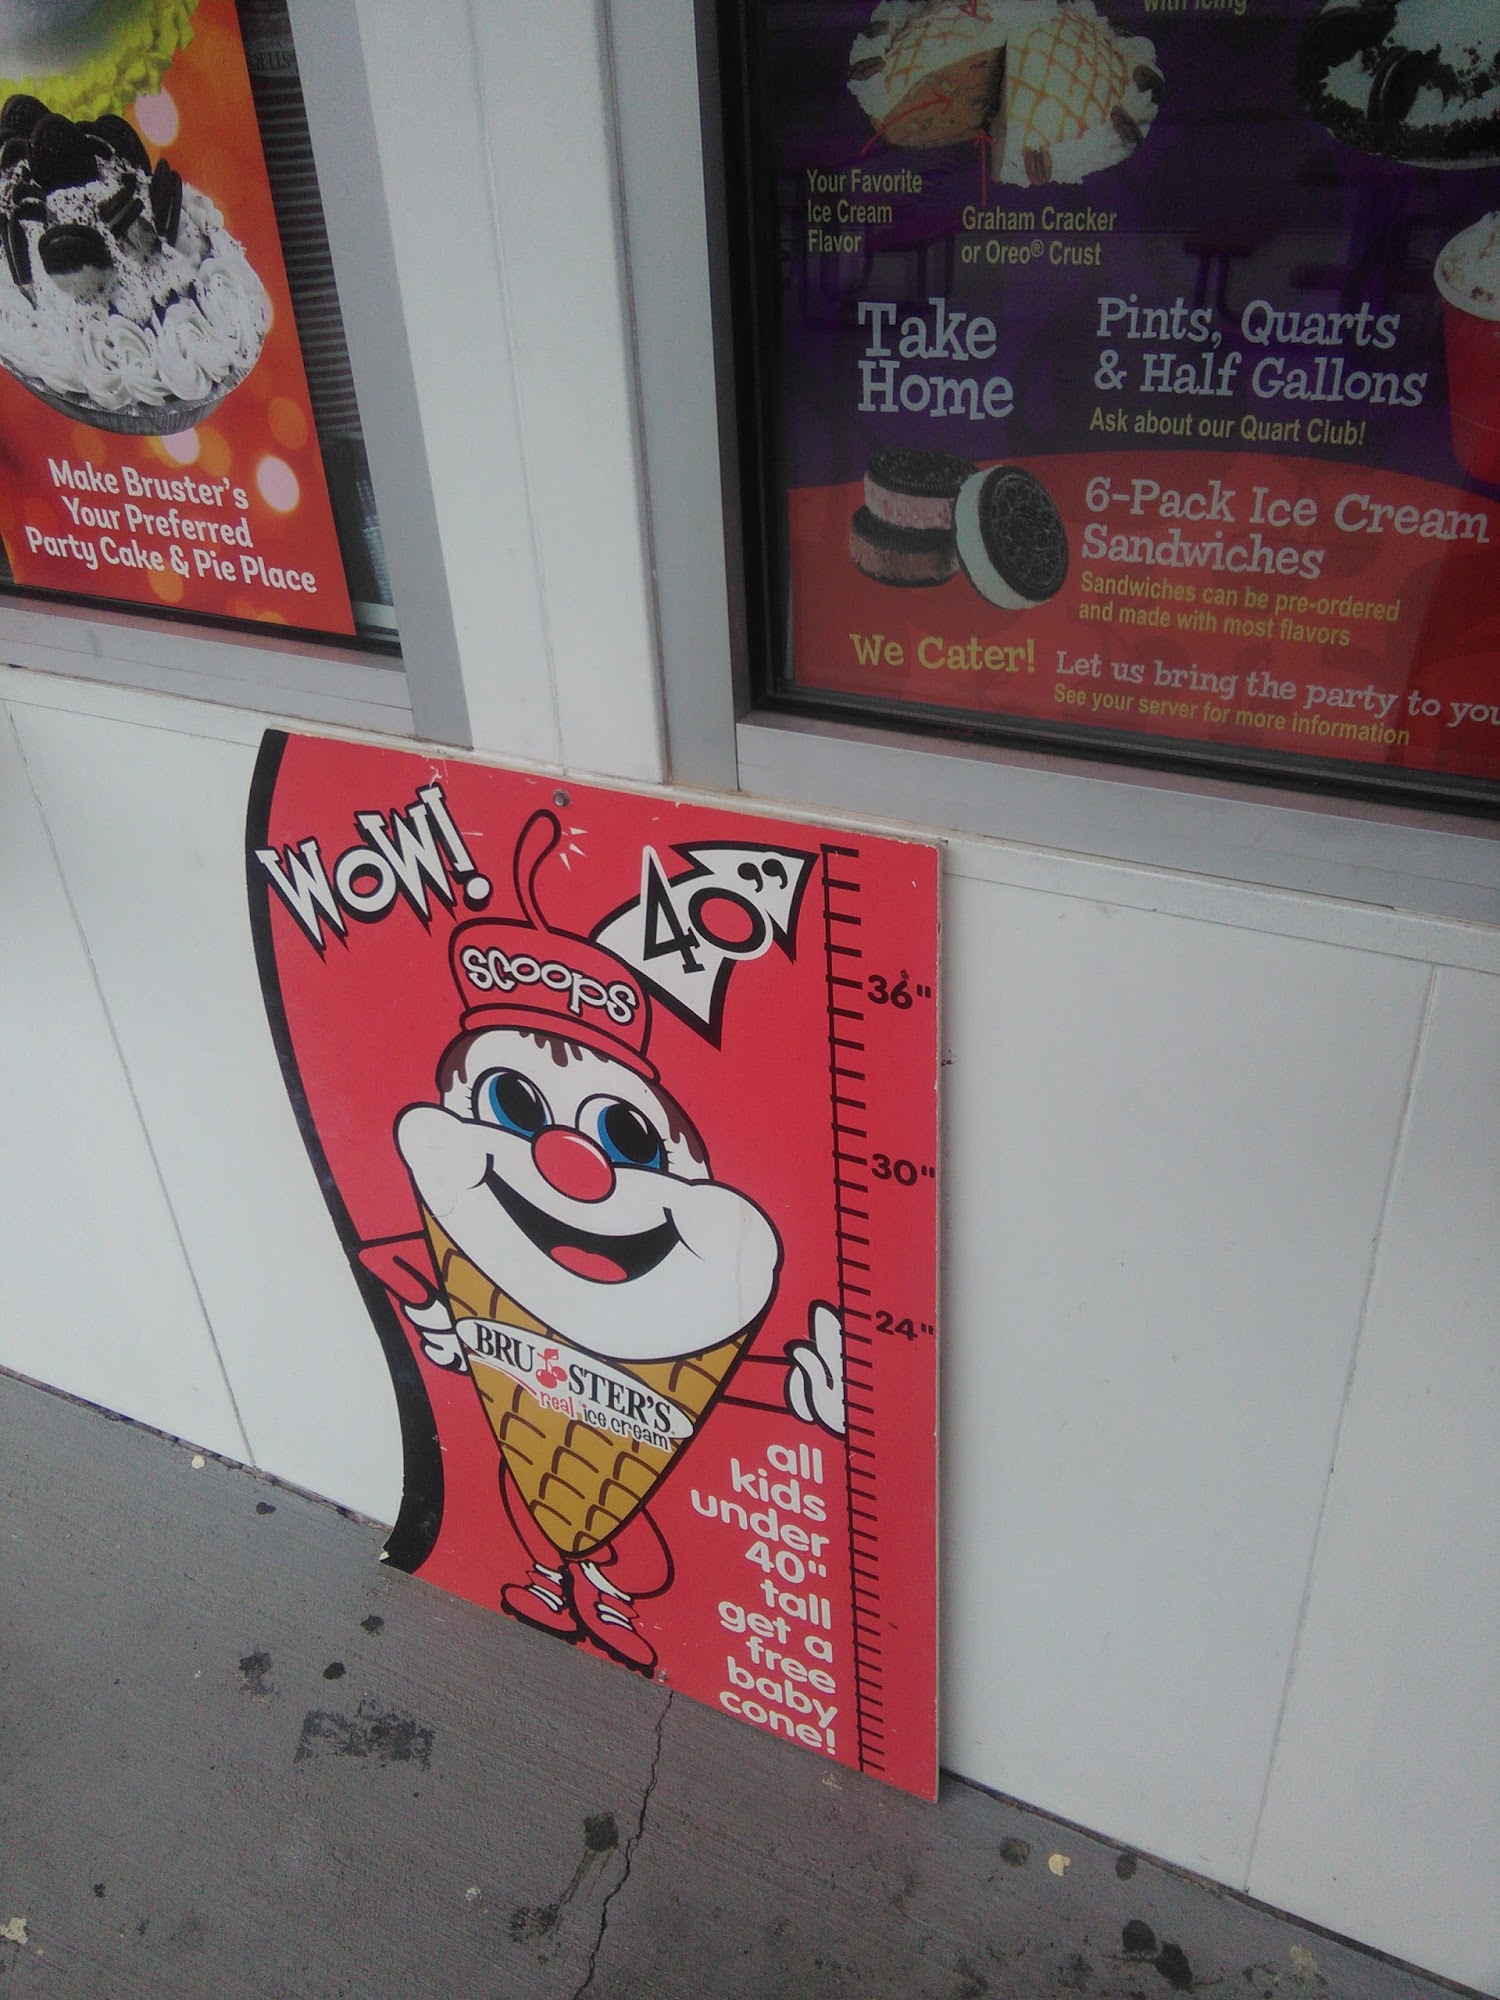 Make Bruster's
Your Preferred
Party Cake & Pie Place
with Icing
Your Favorite
Ice Cream
Flavor
Graham Cracker
or Oreo® Crust
Take
Home
Pints, Quarts
& Half Gallons
Ask about our Quart Club!
6-Pack Ice Cream
Sandwiches
Sandwiches can be pre-ordered
and made with most flavors
We Cater!
Let us bring the party to you
See your server for more information
WOW!
40"
scoops
36"
30"
24"
BRUSTER'S
real ice cream
all
kids
under
40"
tall
get a
free
baby
cone!